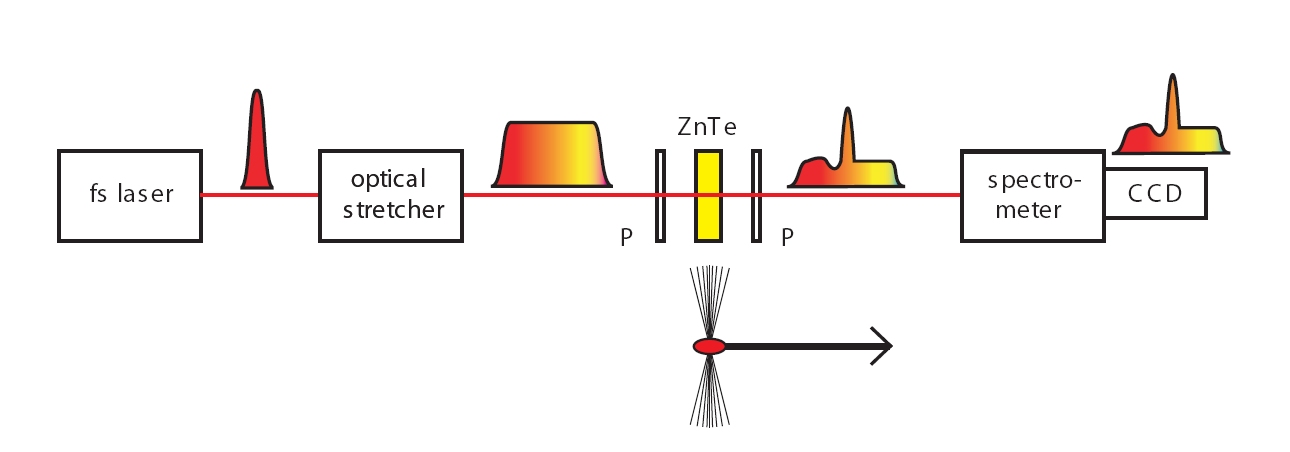 ZnTe
fs laser
optical
stretcher
P
P
spectro-
meter
CCD